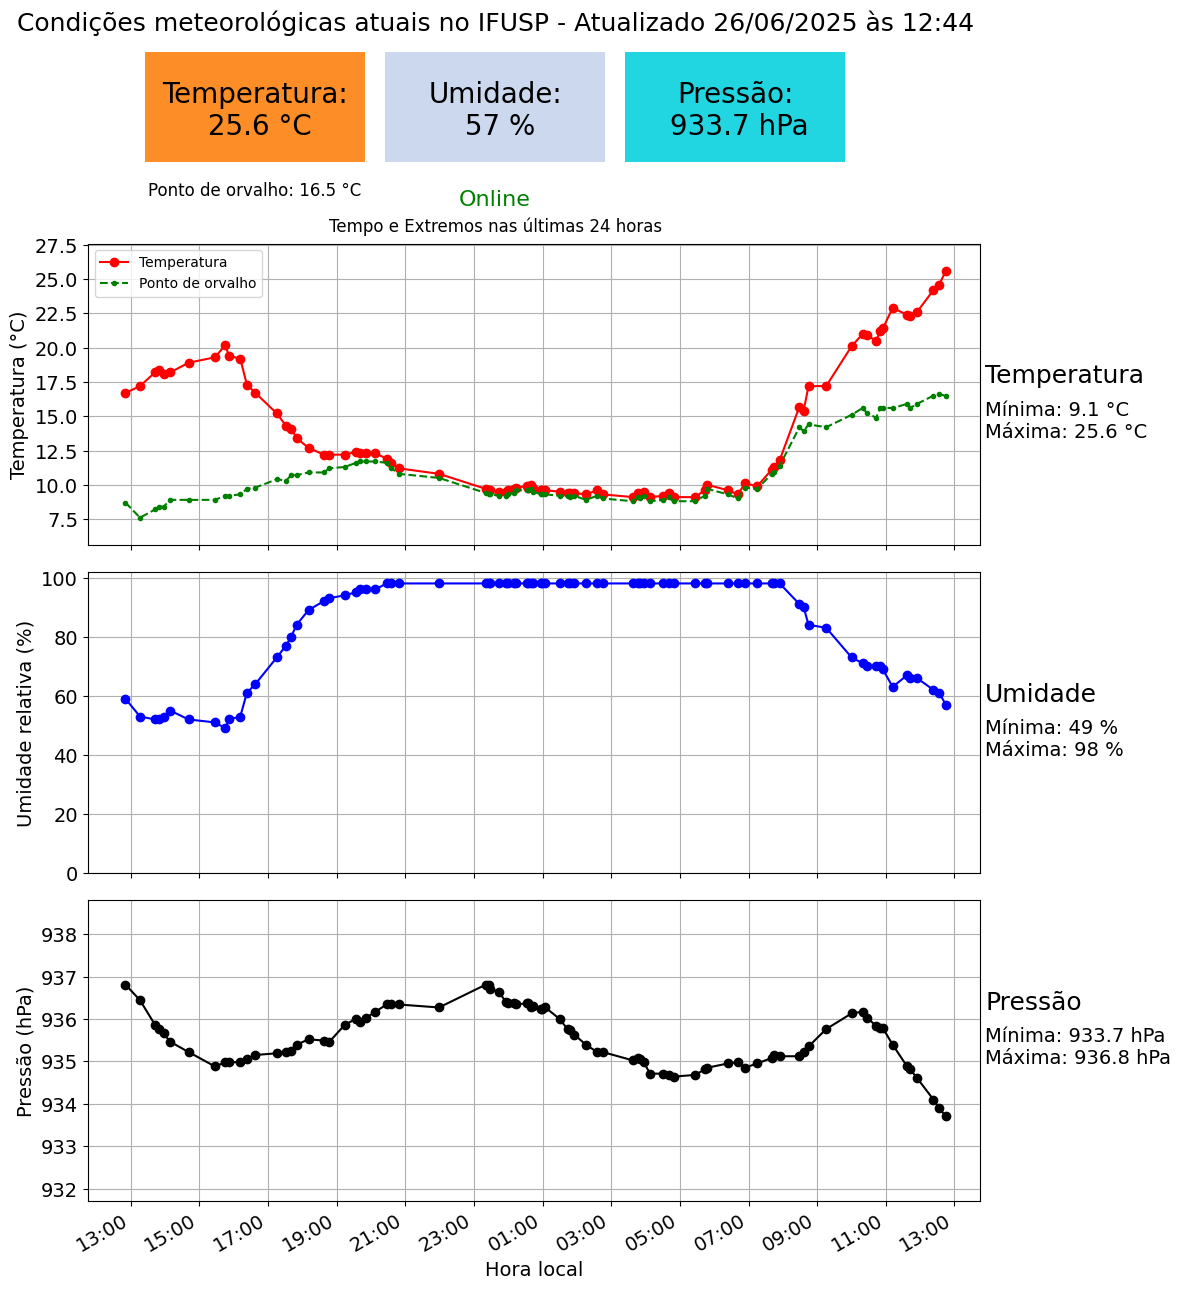 Condições meteorológicas atuais no IFUSP - Atualizado 26/06/2025 às 12:44
Temperatura:
25.6 °C
Umidade:
57 %
Pressão:
933.7 hPa
Ponto de orvalho: 16.5 °C
Online
Tempo e Extremos nas últimas 24 horas
Temperatura (°C)
27.5
25.0
22.5
20.0
17.5
15.0
12.5
10.0
7.5
Temperatura
Ponto de orvalho
Temperatura
Mínima: 9.1 °C
Máxima: 25.6 °C
Umidade relativa (%)
100
80
60
40
20
0
Umidade
Mínima: 49 %
Máxima: 98 %
Pressão (hPa)
938
937
936
935
934
933
932
Pressão
Mínima: 933.7 hPa
Máxima: 936.8 hPa
13:00
15:00
17:00
19:00
21:00
23:00
01:00
03:00
05:00
07:00
09:00
11:00
13:00
Hora local